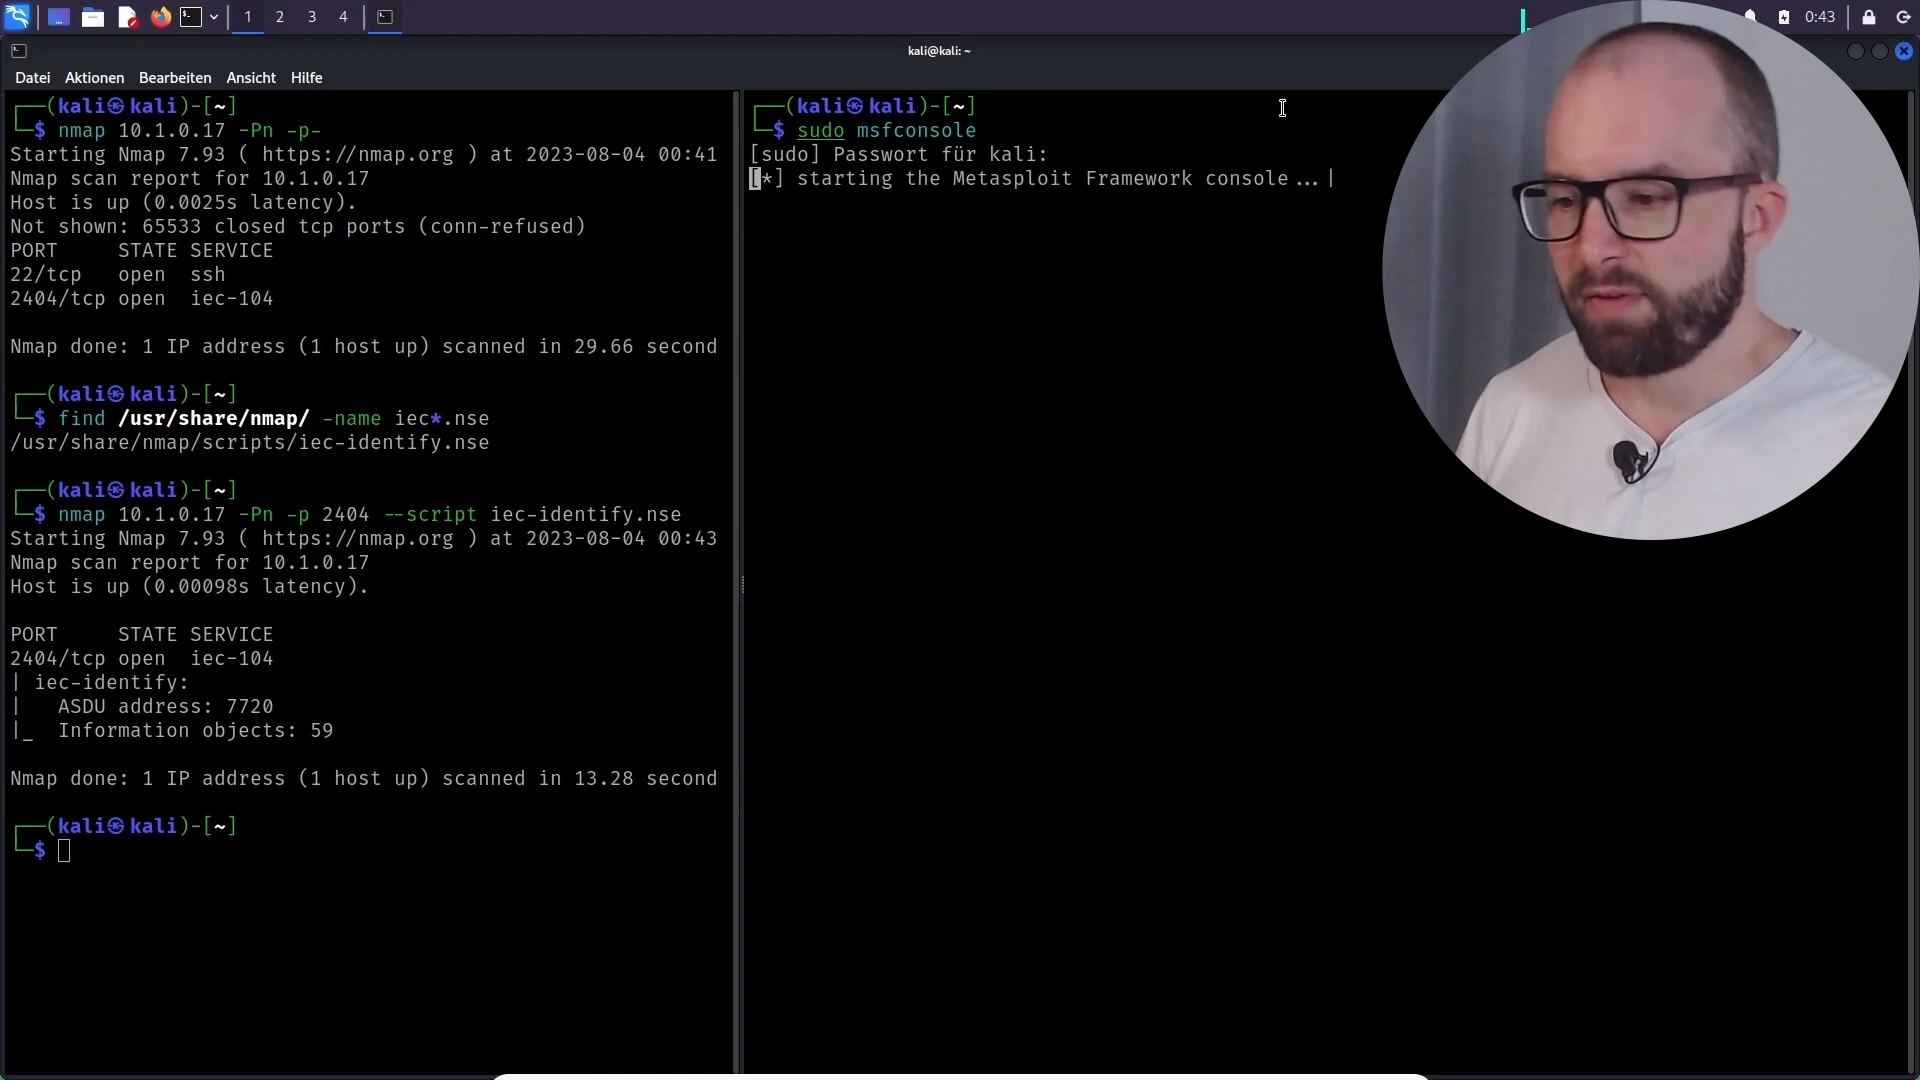 1 2 3 4
0:43
kali@kali: ~
Datei Aktionen Bearbeiten Ansicht Hilfe
┌──(kali㉿kali)-[~]
└─$ nmap 10.1.0.17 -Pn -p-
Starting Nmap 7.93 ( https://nmap.org ) at 2023-08-04 00:41
Nmap scan report for 10.1.0.17
Host is up (0.0025s latency).
Not shown: 65533 closed tcp ports (conn-refused)
PORT STATE SERVICE
22/tcp open ssh
2404/tcp open iec-104
Nmap done: 1 IP address (1 host up) scanned in 29.66 second
┌──(kali㉿kali)-[~]
└─$ find /usr/share/nmap/ -name iec*.nse
/usr/share/nmap/scripts/iec-identify.nse
┌──(kali㉿kali)-[~]
└─$ nmap 10.1.0.17 -Pn -p 2404 --script iec-identify.nse
Starting Nmap 7.93 ( https://nmap.org ) at 2023-08-04 00:43
Nmap scan report for 10.1.0.17
Host is up (0.00098s latency).
PORT STATE SERVICE
2404/tcp open iec-104
| iec-identify:
|   ASDU address: 7720
|_  Information objects: 59
Nmap done: 1 IP address (1 host up) scanned in 13.28 second
┌──(kali㉿kali)-[~]
└─$
┌──(kali㉿kali)-[~]
└─$ sudo msfconsole
[sudo] Passwort für kali:
[*] starting the Metasploit Framework console...|